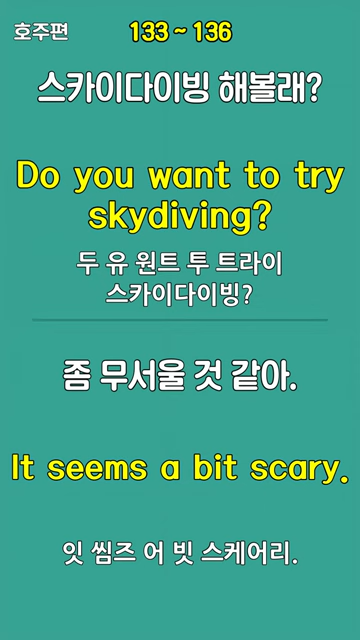 호주편
133 ~ 136
스카이다이빙 해볼래?
Do you want to try
skydiving?
두 유 원트 투 트라이
스카이다이빙?
좀 무서울 것 같아.
It seems a bit scary.
잇 씸즈 어 빗 스케어리.